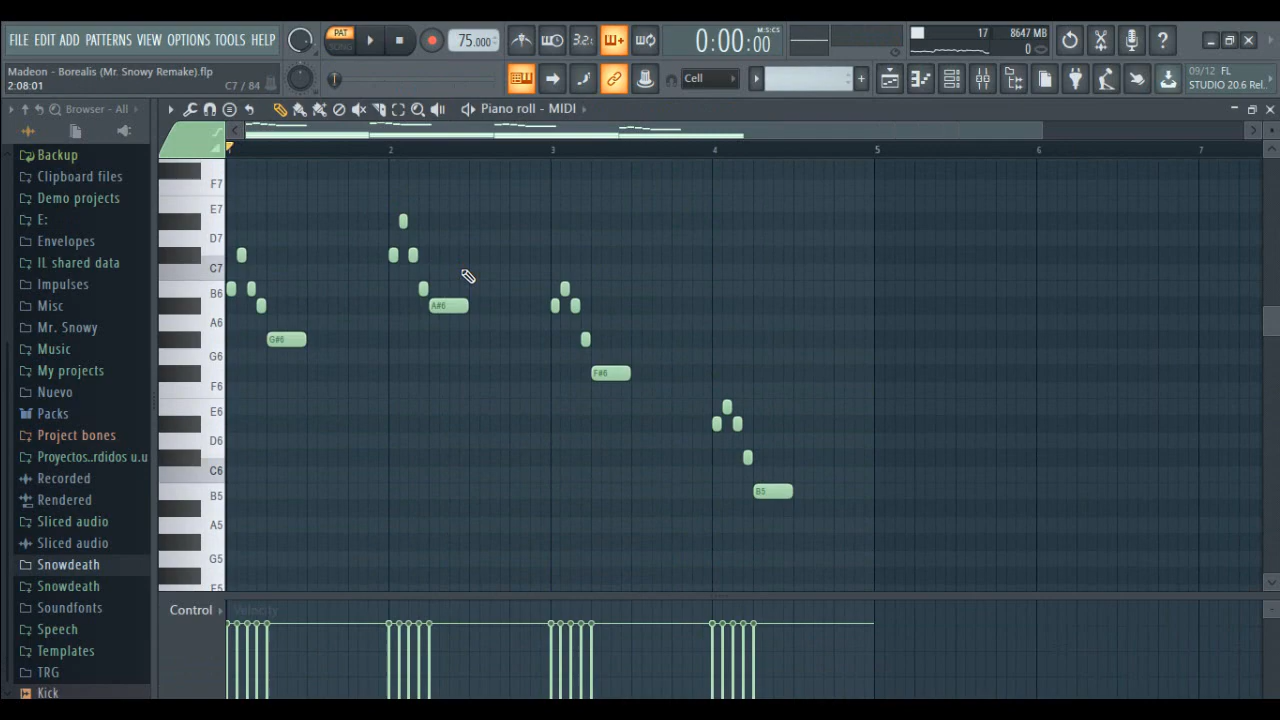 FILE EDIT ADD PATTERNS VIEW OPTIONS TOOLS HELP
PAT
SONG
75.000
3.2
0:00:00
M:S:CS
17
8647 MB
0
Madeon - Borealis (Mr. Snowy Remake).flp
2:08:01
C7 / 84
Cell
09/12 FL
STUDIO 20.6 Rel..
Browser - All
Piano roll - MIDI
2
3
4
5
6
7
Backup
Clipboard files
Demo projects
E:
Envelopes
IL shared data
Impulses
Misc
Mr. Snowy
Music
My projects
Nuevo
Packs
Project bones
Proyectos..rdidos u.u
Recorded
Rendered
Sliced audio
Sliced audio
Snowdeath
Snowdeath
Soundfonts
Speech
Templates
TRG
Kick
F7
E7
D7
C7
B6
A6
G6
F6
E6
D6
C6
B5
A5
G5
F5
G#6
A#6
F#6
B5
Control
Velocity